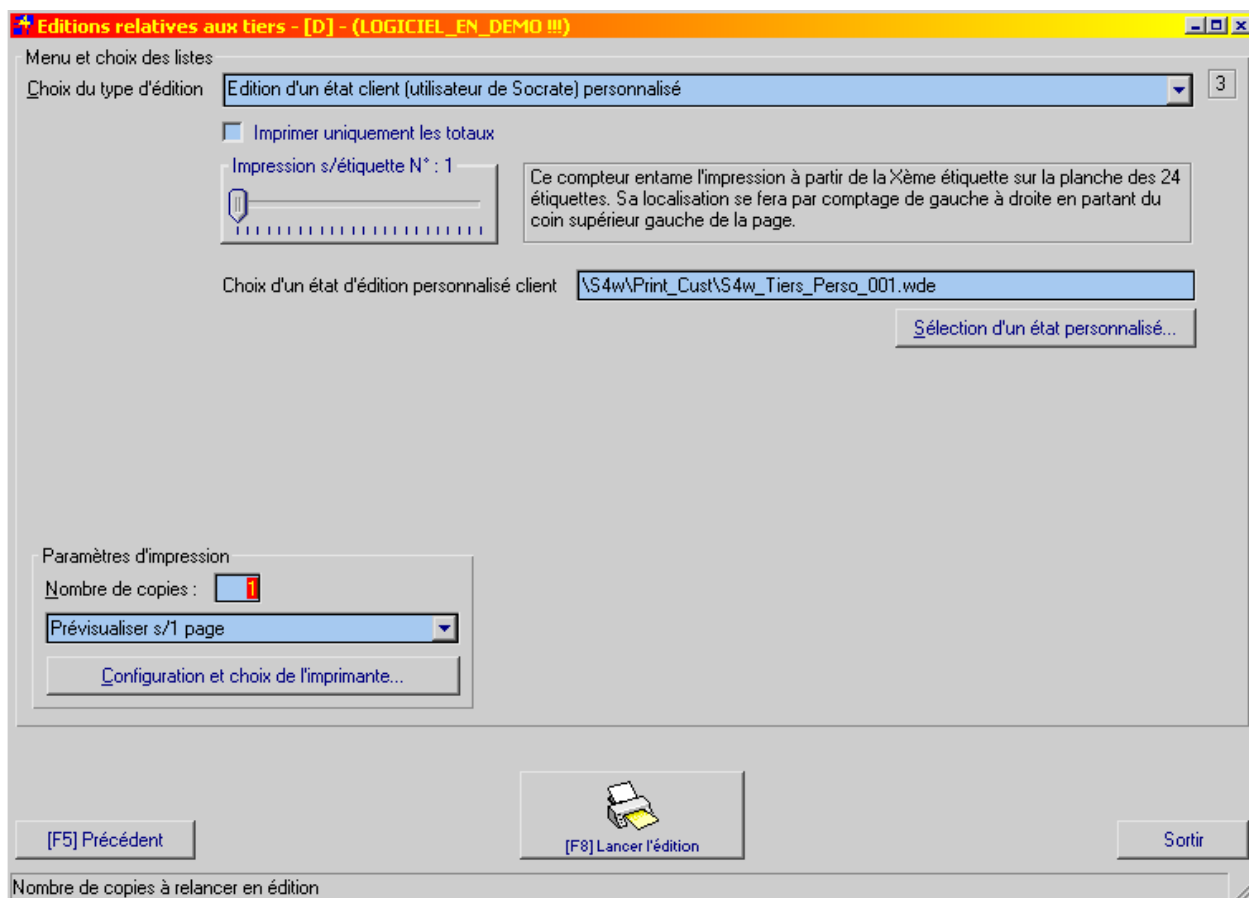 Editions relatives aux tiers - [D] - (LOGICIEL_EN_DEMO !!!)
Menu et choix des listes
Choix du type d'édition
Edition d'un état client (utilisateur de Socrate) personnalisé
3
Imprimer uniquement les totaux
Impression s/étiquette N° : 1
Ce compteur entame l'impression à partir de la Xème étiquette sur la planche des 24
étiquettes. Sa localisation se fera par comptage de gauche à droite en partant du
coin supérieur gauche de la page.
Choix d'un état d'édition personnalisé client
\S4w\Print_Cust\S4w_Tiers_Perso_001.wde
Sélection d'un état personnalisé...
Paramètres d'impression
Nombre de copies :
1
Prévisualiser s/1 page
Configuration et choix de l'imprimante...
[F5] Précédent
[F8] Lancer l'édition
Sortir
Nombre de copies à relancer en édition